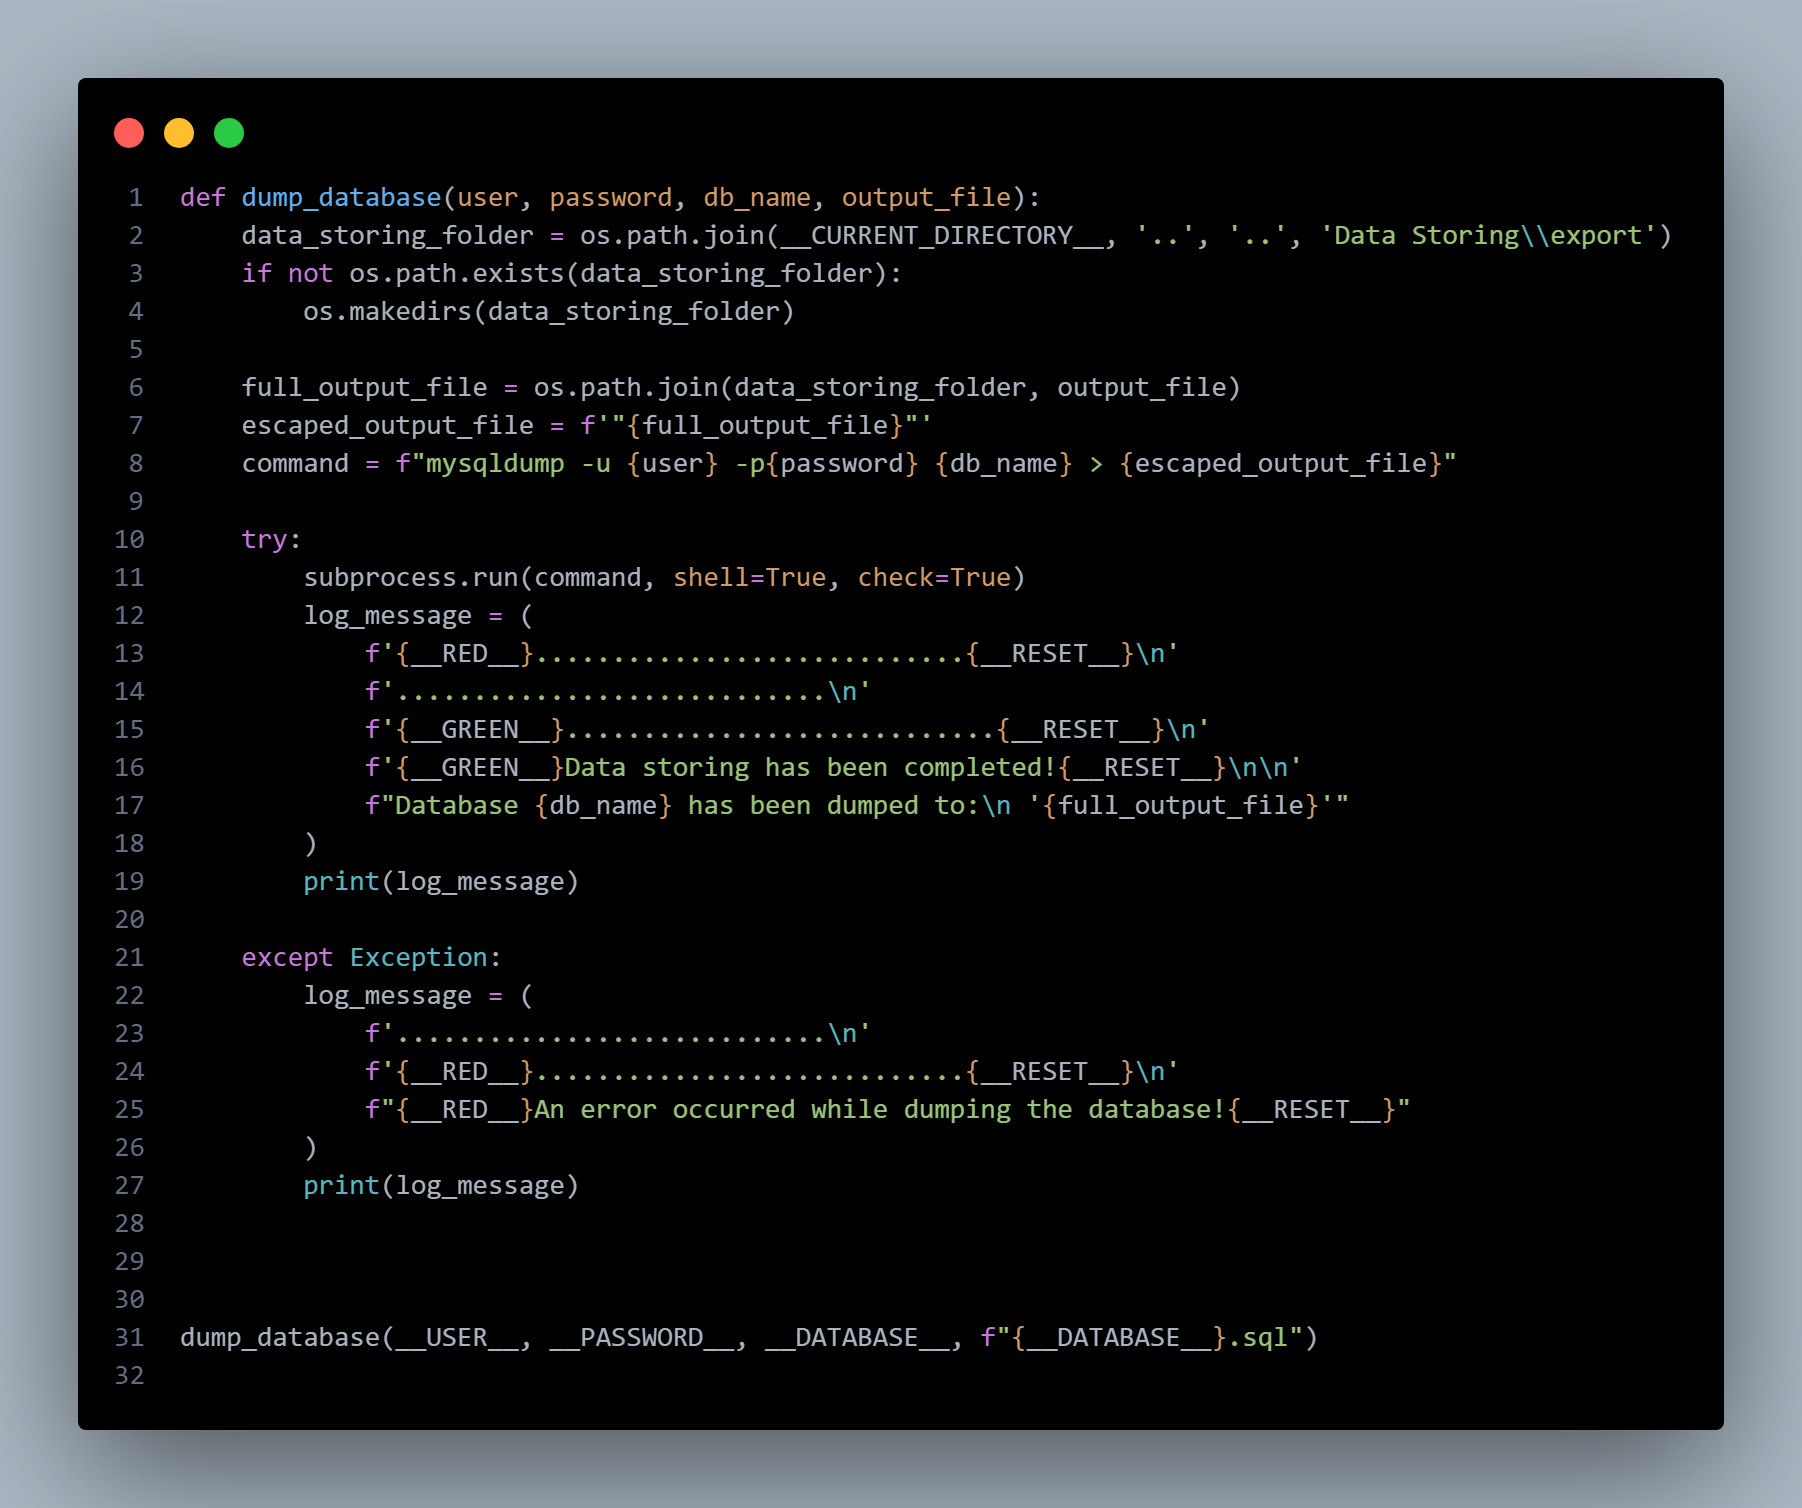 1 def dump_database(user, password, db_name, output_file):
2     data_storing_folder = os.path.join(__CURRENT_DIRECTORY__, '..', '..', 'Data Storing\\export')
3     if not os.path.exists(data_storing_folder):
4         os.makedirs(data_storing_folder)
5
6     full_output_file = os.path.join(data_storing_folder, output_file)
7     escaped_output_file = f'"{full_output_file}"'
8     command = f"mysqldump -u {user} -p{password} {db_name} > {escaped_output_file}"
9
10     try:
11         subprocess.run(command, shell=True, check=True)
12         log_message = (
13             f'{__RED__}............................{__RESET__}\n'
14             f'............................\n'
15             f'{__GREEN__}............................{__RESET__}\n'
16             f'{__GREEN__}Data storing has been completed!{__RESET__}\n\n'
17             f"Database {db_name} has been dumped to:\n '{full_output_file}'"
18         )
19         print(log_message)
20
21     except Exception:
22         log_message = (
23             f'............................\n'
24             f'{__RED__}............................{__RESET__}\n'
25             f"{__RED__}An error occurred while dumping the database!{__RESET__}"
26         )
27         print(log_message)
28
29
30
31 dump_database(__USER__, __PASSWORD__, __DATABASE__, f"{__DATABASE__}.sql")
32